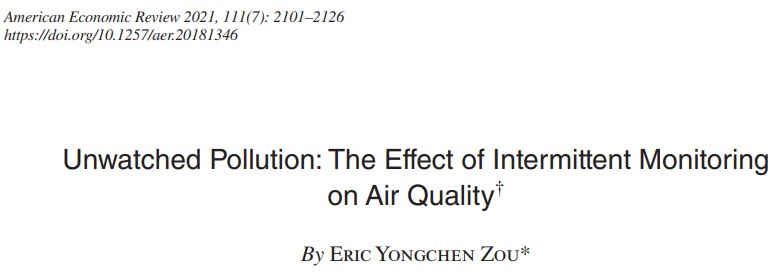 American Economic Review 2021, 111(7): 2101–2126
https://doi.org/10.1257/aer.20181346
Unwatched Pollution: The Effect of Intermittent Monitoring
on Air Quality†
By Eric Yongchen Zou*